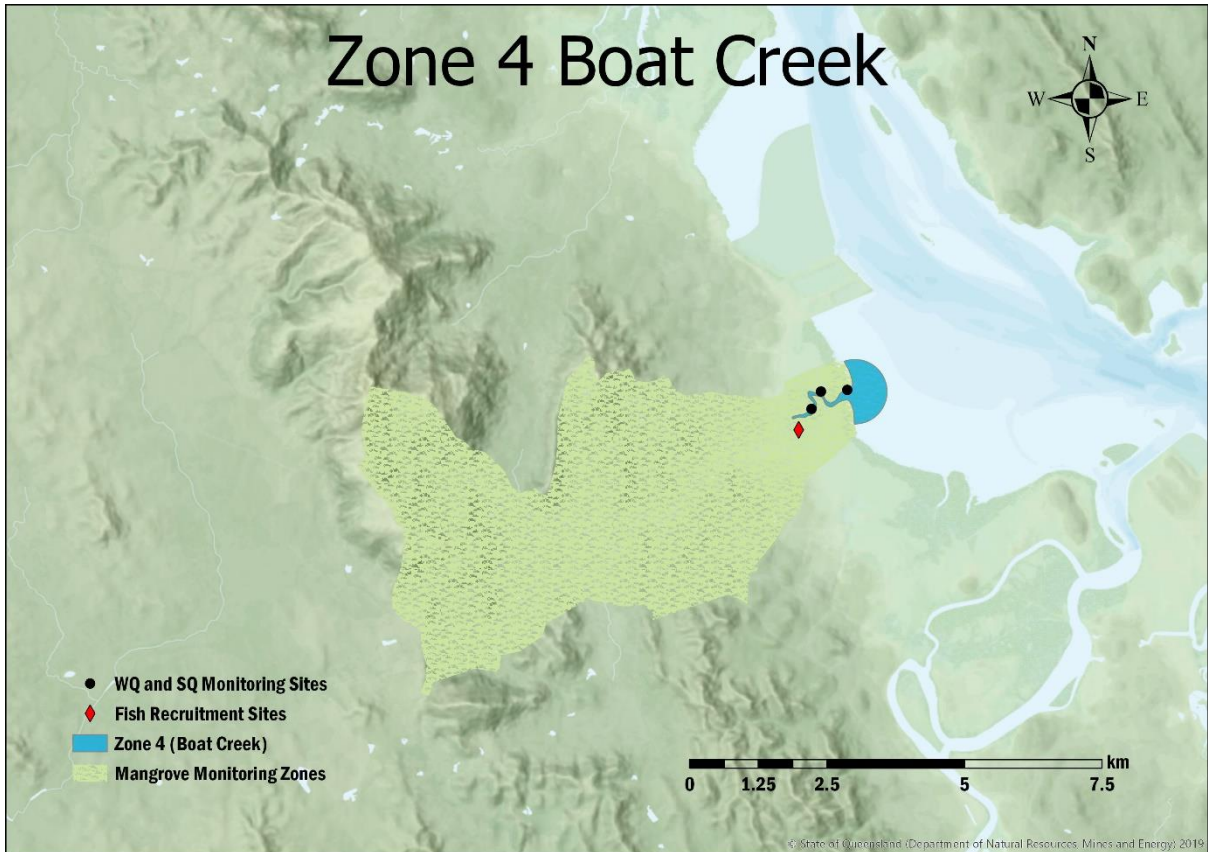 Zone 4 Boat Creek
N
W E
S
WQ and SQ Monitoring Sites
Fish Recruitment Sites
Zone 4 (Boat Creek)
Mangrove Monitoring Zones
km
0 1.25 2.5 5 7.5
© State of Queensland (Department of Natural Resources, Mines and Energy) 2019